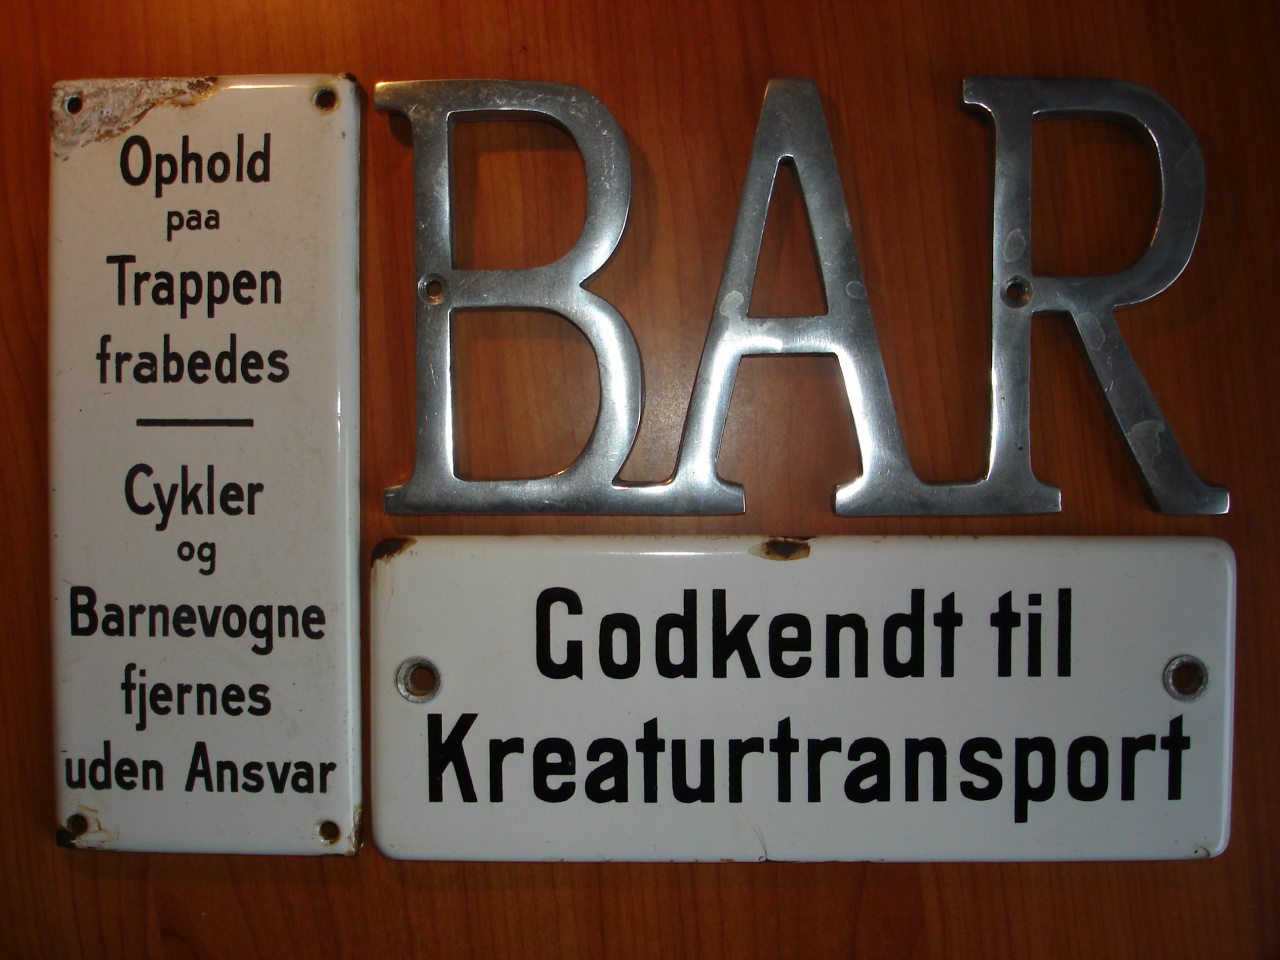 Ophold
paa
Trappen
frabedes
Cykler
og
Barnevogne
fjernes
uden Ansvar
BAR
Godkendt til
Kreaturtransport